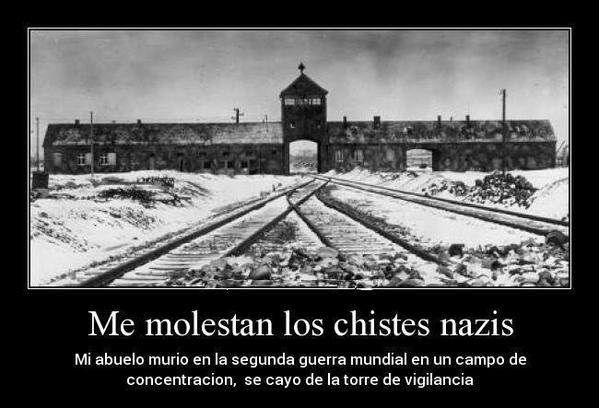 Me molestan los chistes nazis
Mi abuelo murio en la segunda guerra mundial en un campo de
concentracion, se cayo de la torre de vigilancia